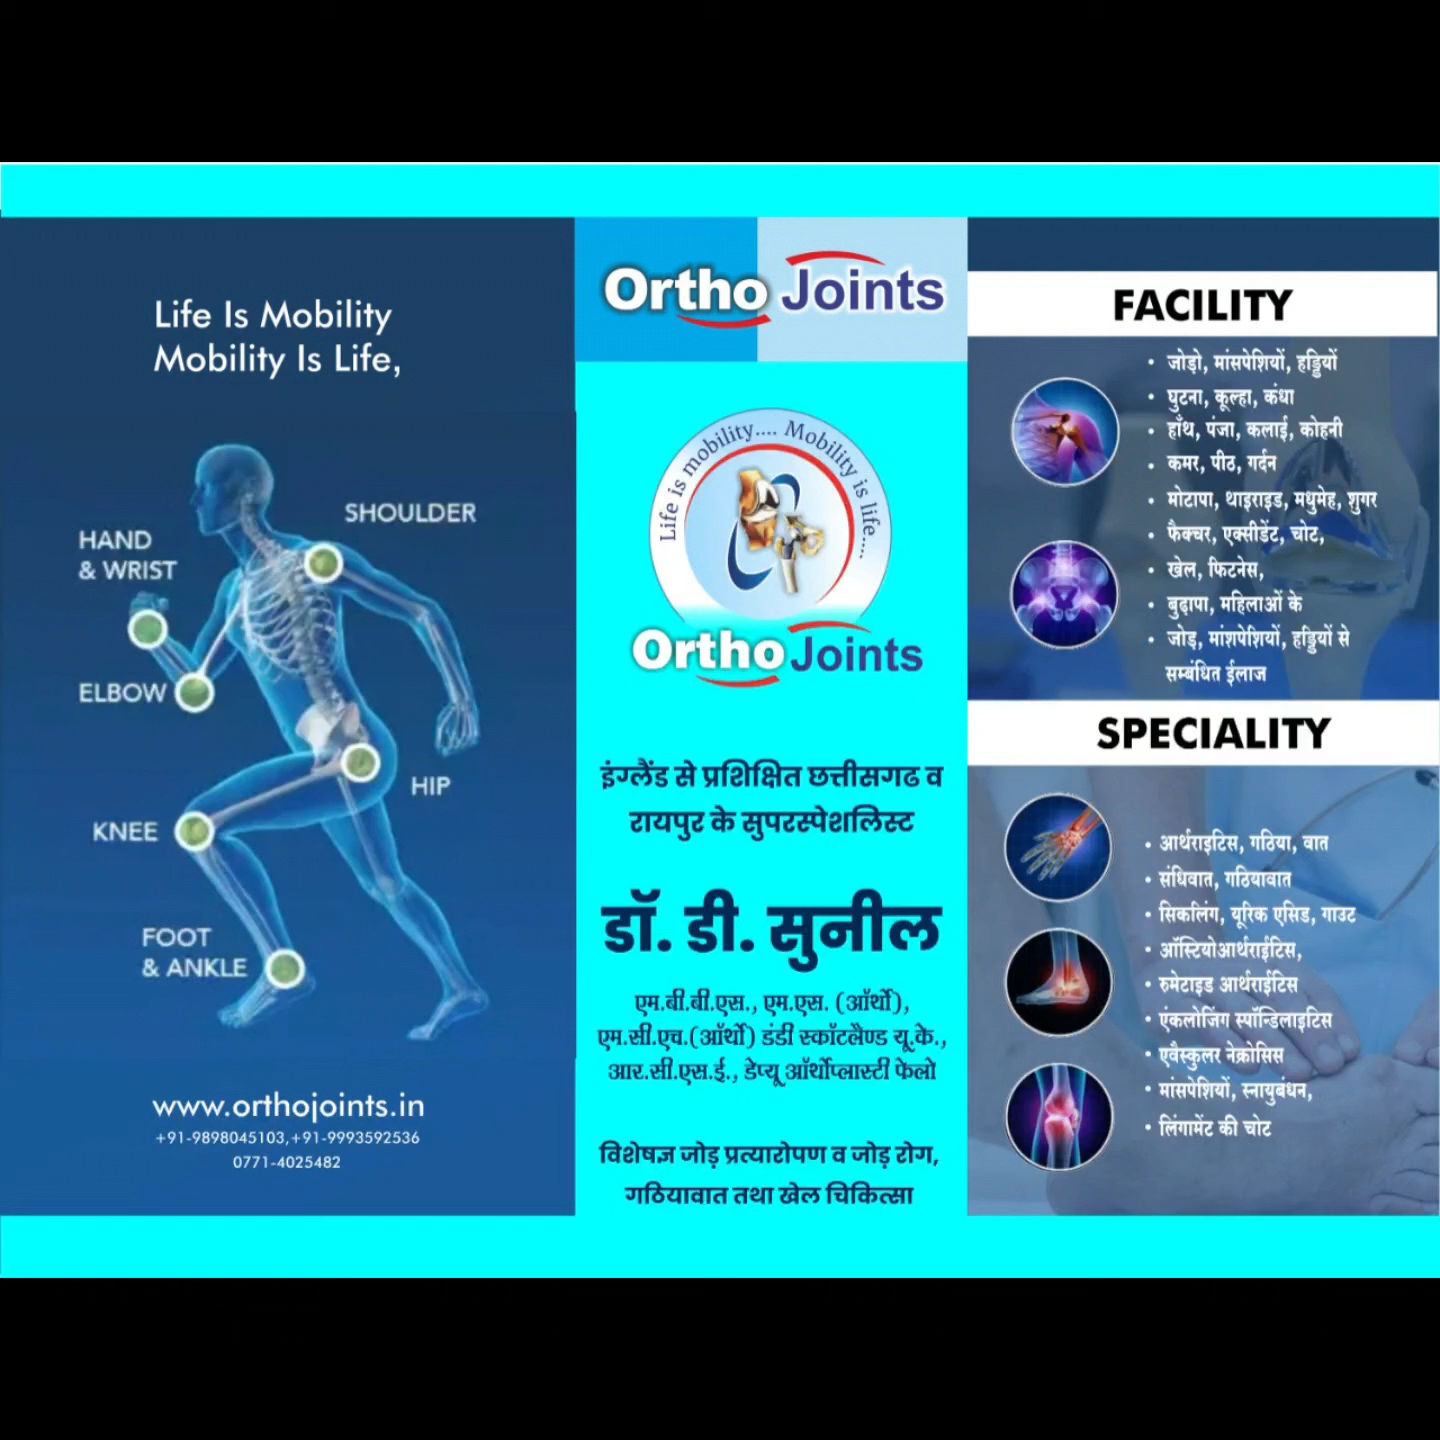 Life Is Mobility
Mobility Is Life,
SHOULDER
HAND
& WRIST
ELBOW
HIP
KNEE
FOOT
& ANKLE
www.orthojoints.in
+91-9898045103,+91-9993592536
0771-4025482
Ortho Joints
Life is mobility.... Mobility is life....
Ortho Joints
इंग्लैंड से प्रशिक्षित छत्तीसगढ व
रायपुर के सुपरस्पेशलिस्ट
डॉ. डी. सुनील
एम.बी.बी.एस., एम.एस. (ऑर्थो),
एम.सी.एच.(ऑर्थो) डंडी स्कॉटलैण्ड यू.के.,
आर.सी.एस.ई., डेप्यू ऑर्थोप्लास्टी फेलो
विशेषज्ञ जोड़ प्रत्यारोपण व जोड़ रोग,
गठियावात तथा खेल चिकित्सा
FACILITY
• जोड़ो, मांसपेशियों, हड्डियों
• घुटना, कूल्हा, कंधा
• हाँथ, पंजा, कलाई, कोहनी
• कमर, पीठ, गर्दन
• मोटापा, थाइराइड, मधुमेह, शुगर
• फैक्चर, एक्सीडेंट, चोट,
• खेल, फिटनेस,
• बुढ़ापा, महिलाओं के
• जोड़, मांशपेशियों, हड्डियों से
सम्बंधित ईलाज
SPECIALITY
• आर्थराइटिस, गठिया, वात
• संधिवात, गठियावात
• सिकलिंग, यूरिक एसिड, गाउट
• ऑस्टियोआर्थराईटिस,
• रुमेटाइड आर्थराईटिस
• एंकलोजिंग स्पॉन्डिलाइटिस
• एवैस्कुलर नेक्रोसिस
• मांसपेशियों, स्नायुबंधन,
• लिंगामेंट की चोट